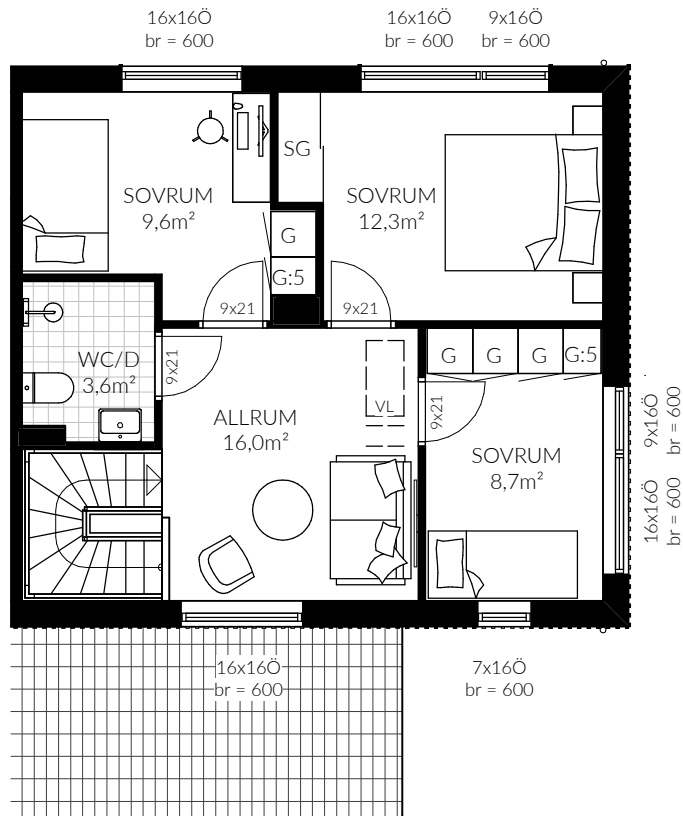 16x16Ö
br = 600
16x16Ö
br = 600
9x16Ö
br = 600
SG
SOVRUM
9,6m²
SOVRUM
12,3m²
G
G:5
9x21
9x21
WC/D
3,6m²
9x21
VL
G
G
G
G:5
9x21
ALLRUM
16,0m²
SOVRUM
8,7m²
9x16Ö
br = 600
16x16Ö
br = 600
16x16Ö
br = 600
7x16Ö
br = 600